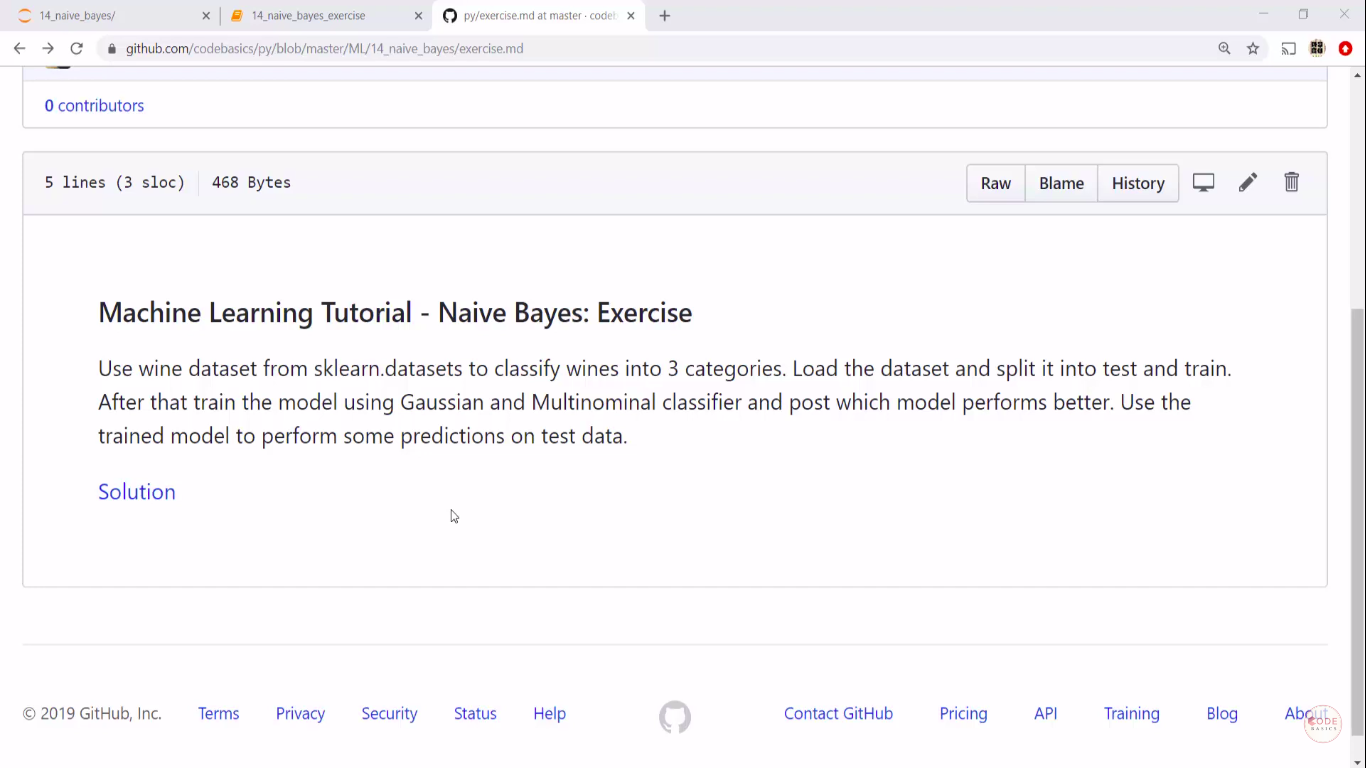 14_naive_bayes/
14_naive_bayes_exercise
py/exercise.md at master · codeb
github.com/codebasics/py/blob/master/ML/14_naive_bayes/exercise.md
0 contributors
5 lines (3 sloc) 468 Bytes
Raw Blame History
Machine Learning Tutorial - Naive Bayes: Exercise
Use wine dataset from sklearn.datasets to classify wines into 3 categories. Load the dataset and split it into test and train.
After that train the model using Gaussian and Multinominal classifier and post which model performs better. Use the
trained model to perform some predictions on test data.
Solution
© 2019 GitHub, Inc. Terms Privacy Security Status Help Contact GitHub Pricing API Training Blog About
CODE
BASICS